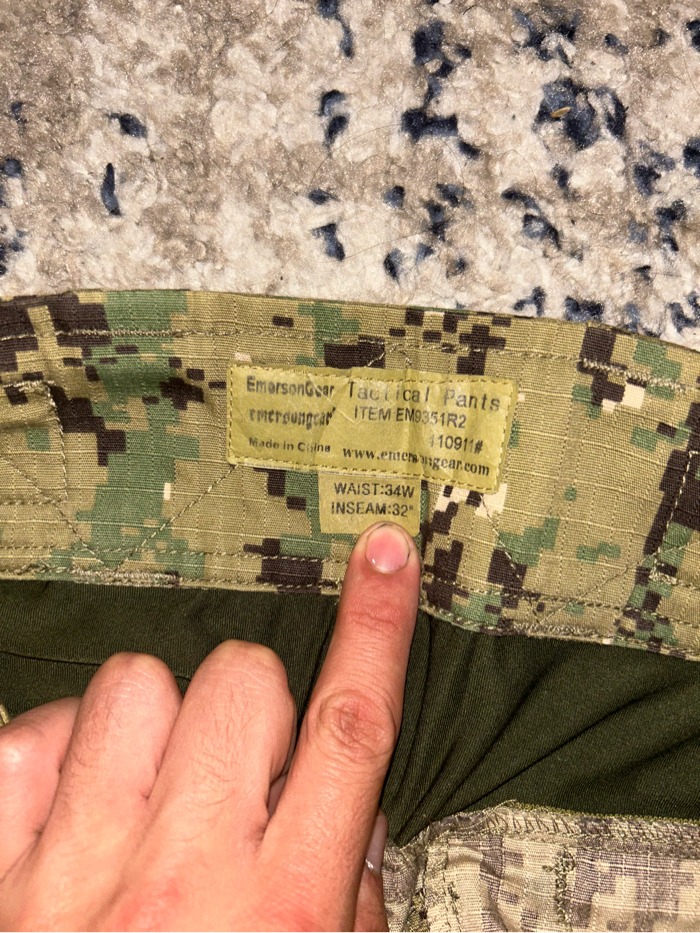 EmersonGear Tactical Pants
emersongear ITEM EM9351R2
110911#
Made in China www.emersongear.com
WAIST:34W
INSEAM:32"